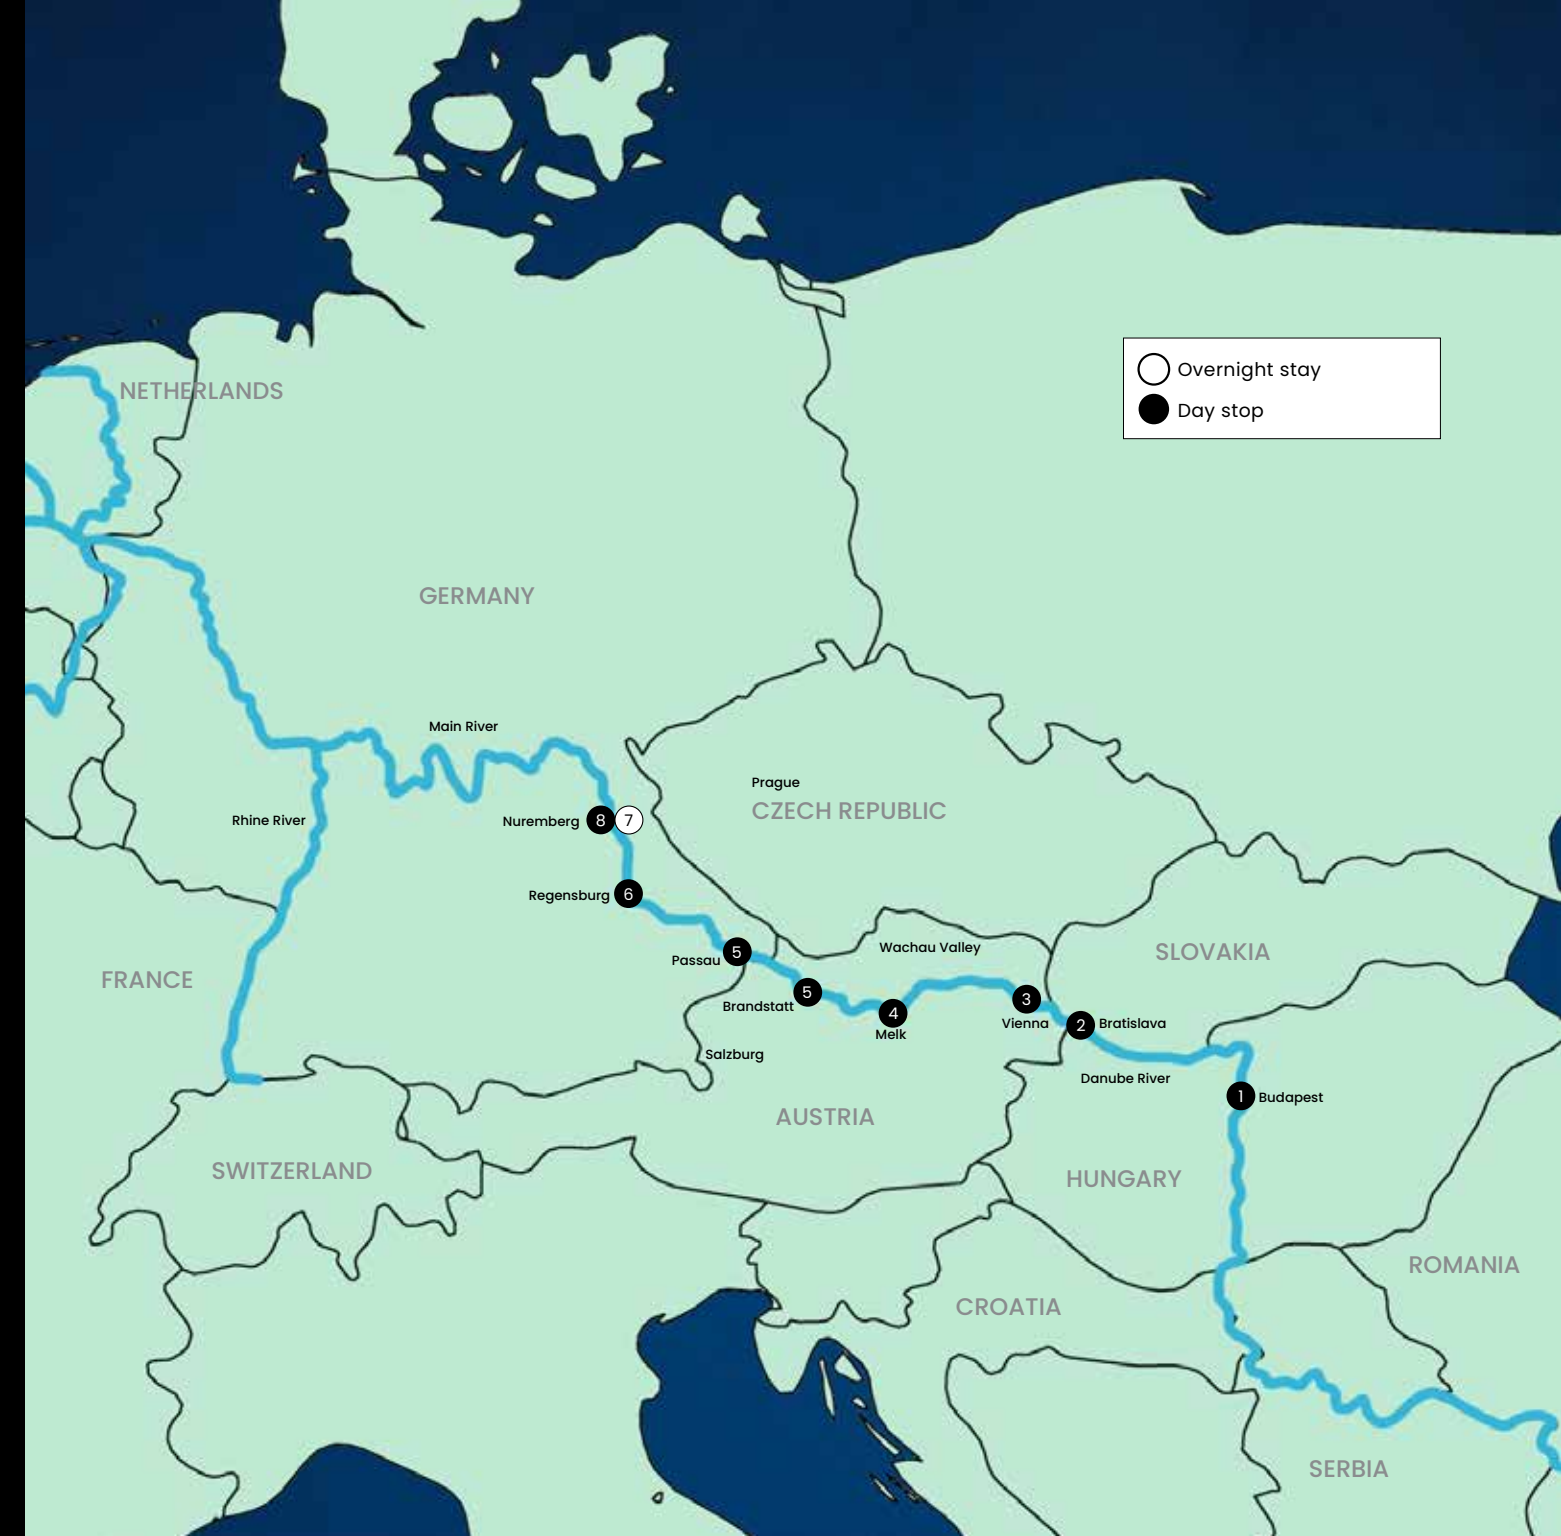 Overnight stay
Day stop
NETHERLANDS
GERMANY
Main River
Prague
CZECH REPUBLIC
Rhine River
Nuremberg 8 7
Regensburg 6
Wachau Valley
SLOVAKIA
Passau 5
FRANCE
Brandstatt 5
3
Vienna
4
Melk
2 Bratislava
Salzburg
Danube River
1 Budapest
AUSTRIA
SWITZERLAND
HUNGARY
ROMANIA
CROATIA
SERBIA